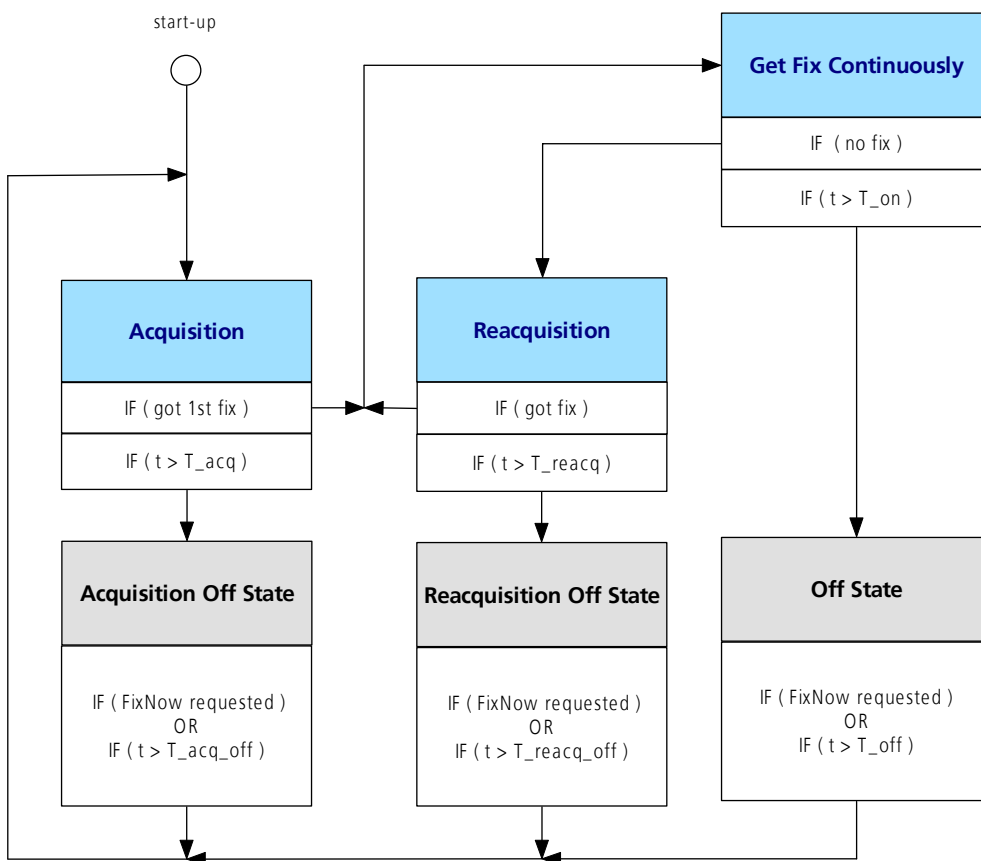 start-up
Get Fix Continuously
IF ( no fix )
IF ( t > T_on )
Acquisition
IF ( got 1st fix )
IF ( t > T_acq )
Reacquisition
IF ( got fix )
IF ( t > T_reacq )
Acquisition Off State
IF ( FixNow requested )
OR
IF ( t > T_acq_off )
Reacquisition Off State
IF ( FixNow requested )
OR
IF ( t > T_reacq_off )
Off State
IF ( FixNow requested )
OR
IF ( t > T_off )